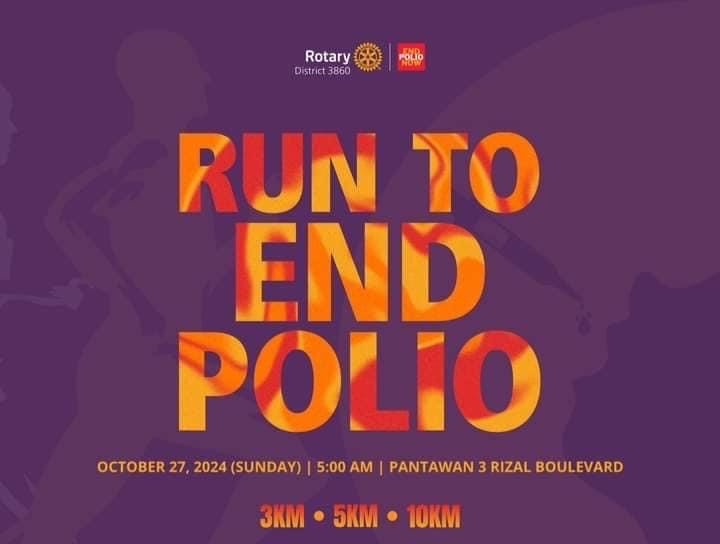 Rotary
District 3860
END
POLIO
NOW
RUN TO
END
POLIO
OCTOBER 27, 2024 (SUNDAY) | 5:00 AM | PANTAWAN 3 RIZAL BOULEVARD
3KM • 5KM • 10KM